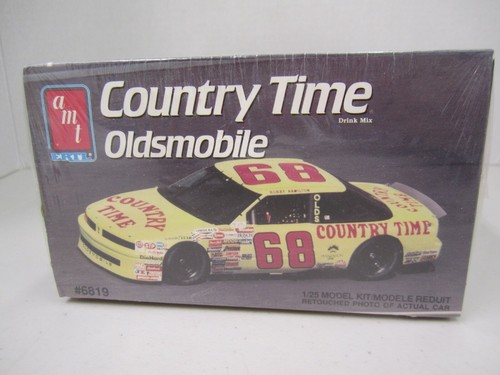 amt
Country Time
Drink Mix
Oldsmobile
68
COUNTRY
TIME
OLDS
68
COUNTRY TIME
#6819
1/25 MODEL KIT/MODELE REDUIT
RETOUCHED PHOTO OF ACTUAL CAR